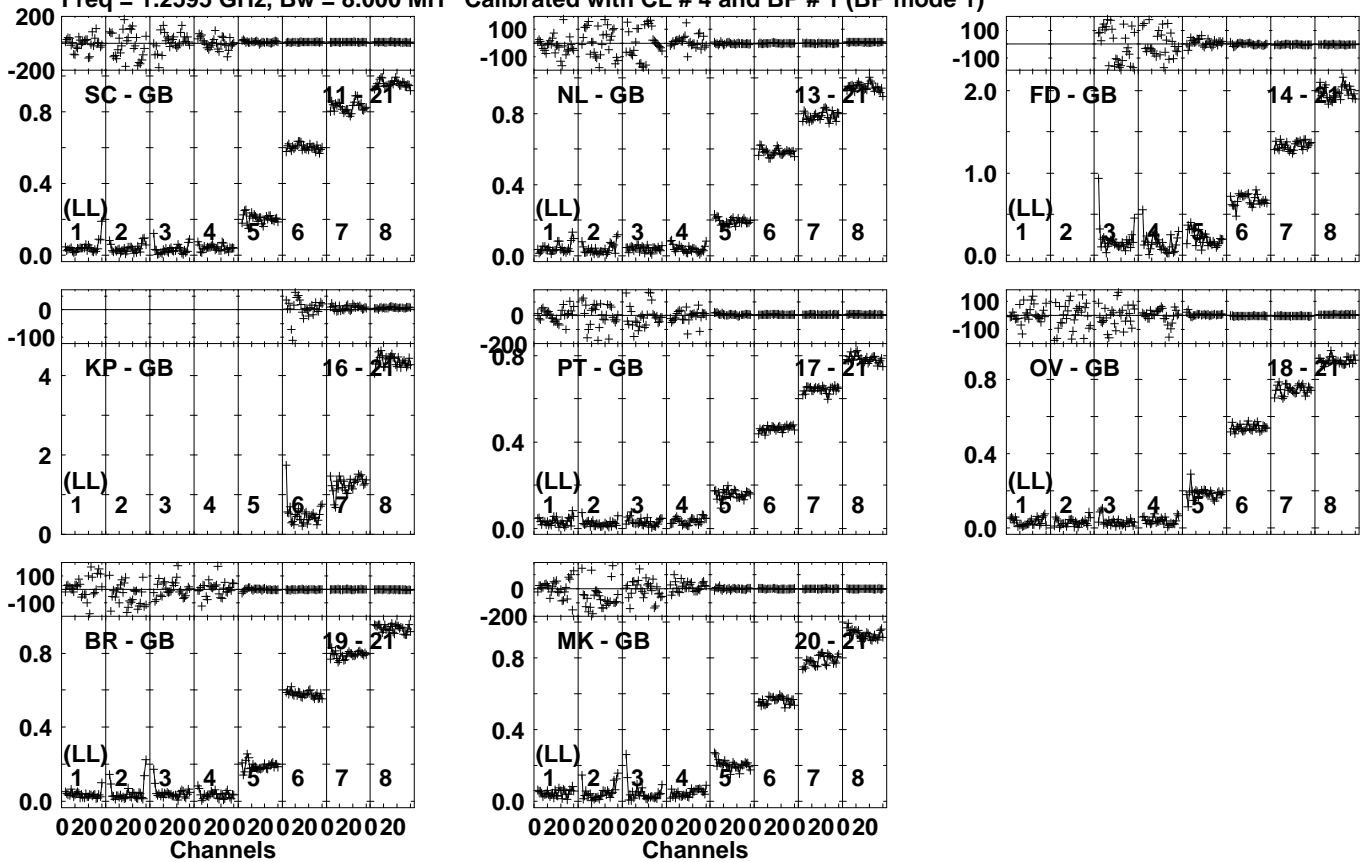 Freq = 1.2595 GHz, Bw = 8.000 MH Calibrated with CL # 4 and BP # 1 (BP mode 1)
200
0
-200
SC - GB
11 - 21
0.8
0.4
0.0
(LL)
1 2 3 4 5 6 7 8
100
-100
NL - GB
13 - 21
0.8
0.4
0.0
(LL)
1 2 3 4 5 6 7 8
100
-100
FD - GB
14 - 21
2.0
1.0
0.0
(LL)
1 2 3 4 5 6 7 8
0
-100
KP - GB
16 - 21
4
2
0
(LL)
1 2 3 4 5 6 7 8
0
-200
PT - GB
17 - 21
0.8
0.4
0.0
(LL)
1 2 3 4 5 6 7 8
100
-100
OV - GB
18 - 21
0.8
0.4
0.0
(LL)
1 2 3 4 5 6 7 8
100
-100
BR - GB
19 - 21
0.8
0.4
0.0
(LL)
1 2 3 4 5 6 7 8
0 20 0 20 0 20 0 20 0 20 0 20 0 20 0 20
Channels
0
-200
MK - GB
20 - 21
0.8
0.4
0.0
(LL)
1 2 3 4 5 6 7 8
0 20 0 20 0 20 0 20 0 20 0 20 0 20 0 20
Channels